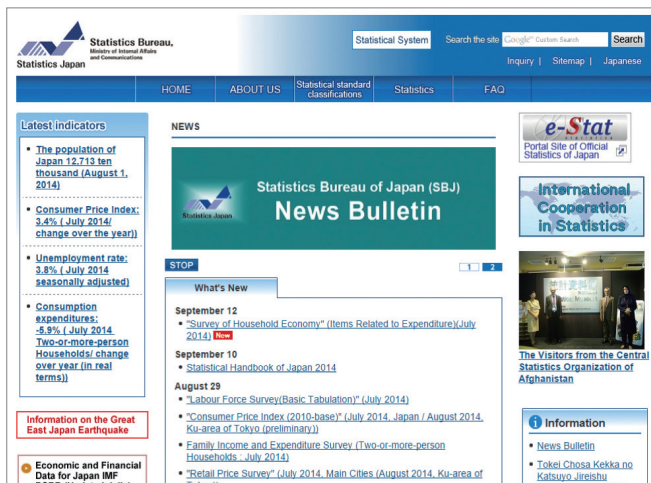 Statistics Japan
Statistics Bureau,
Ministry of Internal Affairs
and Communications
Statistical System
Search the site
Google™ Custom Search
Search
Inquiry | Sitemap | Japanese
HOME
ABOUT US
Statistical standard
classifications
Statistics
FAQ
Latest indicators
The population of
Japan 12,713 ten
thousand (August 1,
2014)
Consumer Price Index:
3.4% ( July 2014/
change over the year))
Unemployment rate:
3.8% ( July 2014
seasonally adjusted)
Consumption
expenditures:
-5.9% ( July 2014
Two-or-more-person
Households/ change
over year (in real
terms))
Information on the Great
East Japan Earthquake
Economic and Financial
Data for Japan IMF
NEWS
Statistics Japan
Statistics Bureau of Japan (SBJ)
News Bulletin
STOP
1 2
What's New
September 12
"Survey of Household Economy" (Items Related to Expenditure)(July
2014) New
September 10
Statistical Handbook of Japan 2014
August 29
"Labour Force Survey(Basic Tabulation)" (July 2014)
"Consumer Price Index (2010-base)" (July 2014, Japan / August 2014,
Ku-area of Tokyo (preliminary))
Family Income and Expenditure Survey (Two-or-more-person
Households : July 2014)
"Retail Price Survey" (July 2014, Main Cities (August 2014, Ku-area of
e-Stat
Portal Site of Official
Statistics of Japan
International
Cooperation
in Statistics
The Visitors from the Central
Statistics Organization of
Afghanistan
Information
News Bulletin
Tokei Chosa Kekka no
Katsuyo Jireishu